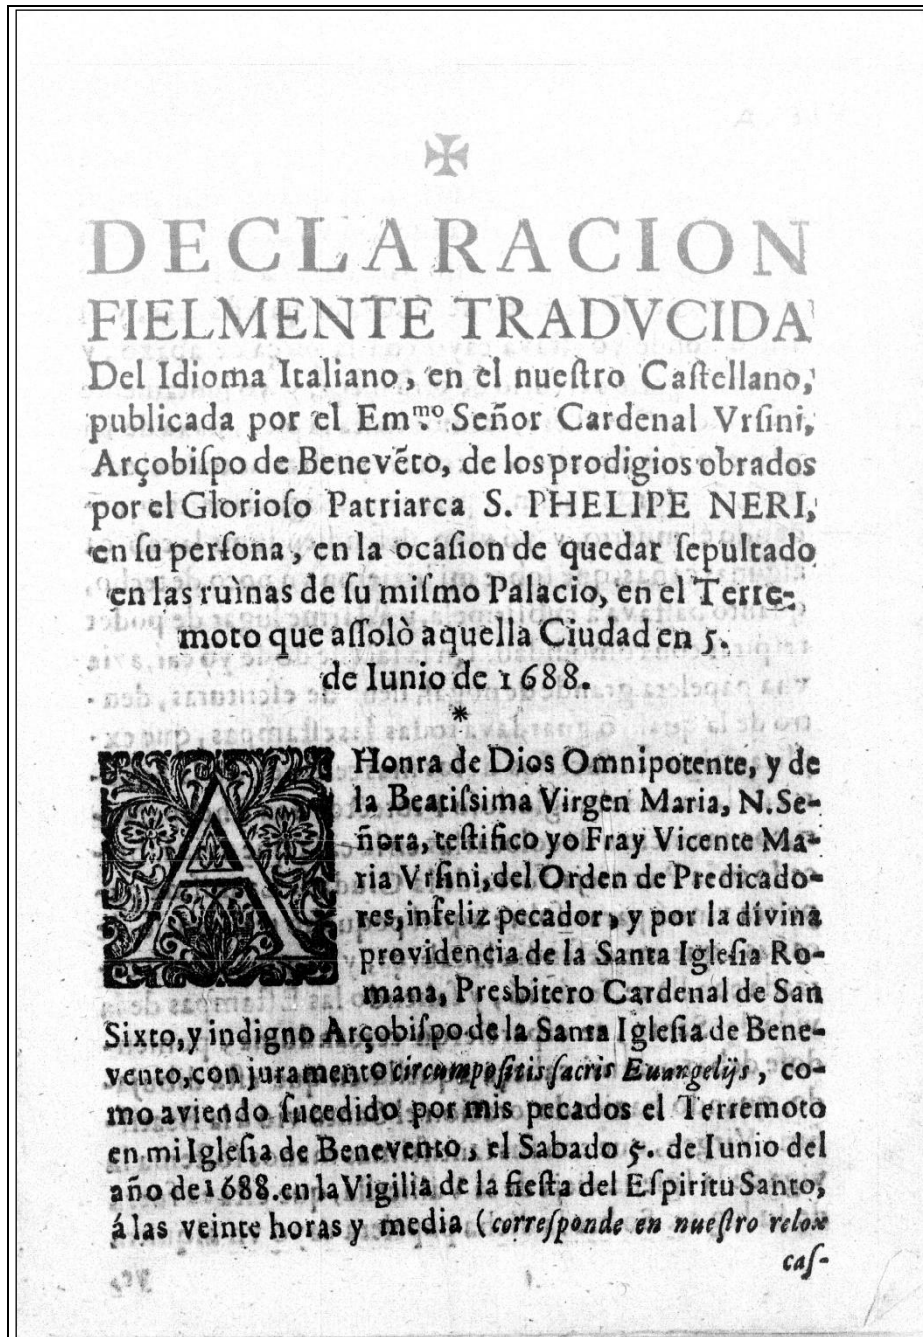 ✠
DECLARACION
FIELMENTE TRADVCIDA
Del Idioma Italiano, en el nueſtro Caſtellano,
publicada por el Em.ᵐᵒ Señor Cardenal Vrſini,
Arçobiſpo de Benevẽto, de los prodigios obrados
por el Glorioſo Patriarca S. PHELIPE NERI,
en ſu perſona, en la ocaſion de quedar ſepultado
en las ruìnas de ſu miſmo Palacio, en el Terre-
moto que aſſolò aquella Ciudad en 5.
de Iunio de 1688.
*
A Honra de Dios Omnipotente, y de
la Beatiſsima Virgen Maria, N. Se-
ñora, teſtifico yo Fray Vicente Ma-
ria Vrſini, del Orden de Predicado-
res, infeliz pecador, y por la divina
providencia de la Santa Igleſia Ro-
mana, Presbitero Cardenal de San
Sixto, y indigno Arçobiſpo de la Santa Igleſia de Bene-
vento, con juramento circumpoſitis ſacris Euangelijs, co-
mo aviendo ſucedido por mis pecados el Terremoto
en mi Igleſia de Benevento, el Sabado 5. de Iunio del
año de 1688. en la Vigilia de la fieſta del Eſpiritu Santo,
á las veinte horas y media (correſponde en nueſtro relox
caſ-